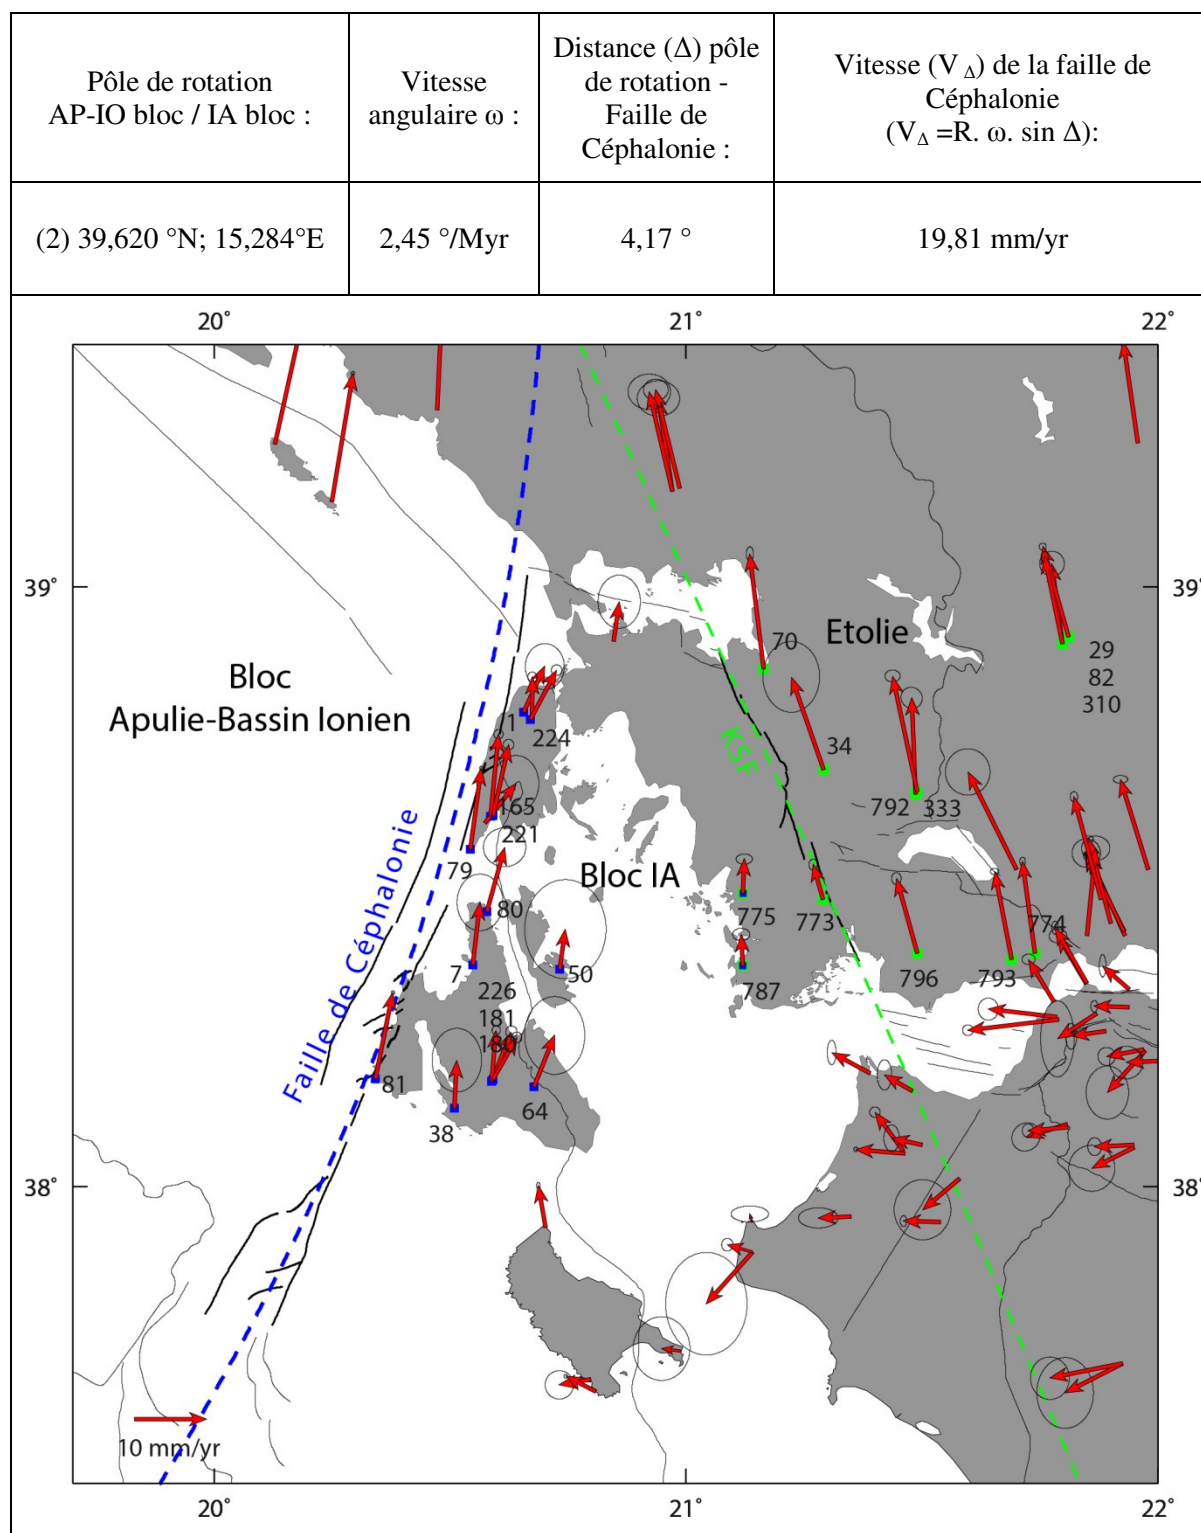 Pôle de rotation
AP-IO bloc / IA bloc :
Vitesse
angulaire ω :
Distance (Δ) pôle
de rotation -
Faille de
Céphalonie :
Vitesse (V Δ) de la faille de
Céphalonie
(VΔ =R. ω. sin Δ):
(2) 39,620 °N; 15,284°E
2,45 °/Myr
4,17 °
19,81 mm/yr
20˚
21˚
22˚
39˚
39˚
Bloc
Apulie-Bassin Ionien
Etolie
70
29
82
310
1
224
KSF
34
792
333
165
221
79
Bloc IA
Faille de Céphalonie
80
775
773
774
7
50
787
796
793
226
181
180
81
38
64
38˚
38˚
10 mm/yr
20˚
21˚
22˚